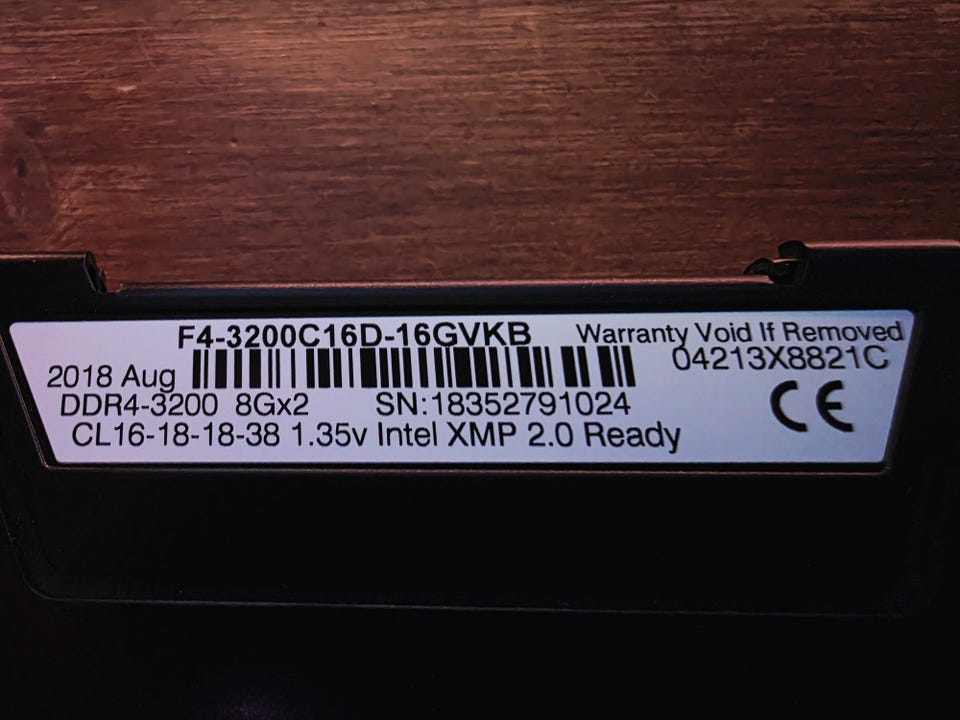 F4-3200C16D-16GVKB Warranty Void If Removed
2018 Aug 04213X8821C
DDR4-3200 8Gx2 SN:18352791024
CL16-18-18-38 1.35v Intel XMP 2.0 Ready
CE